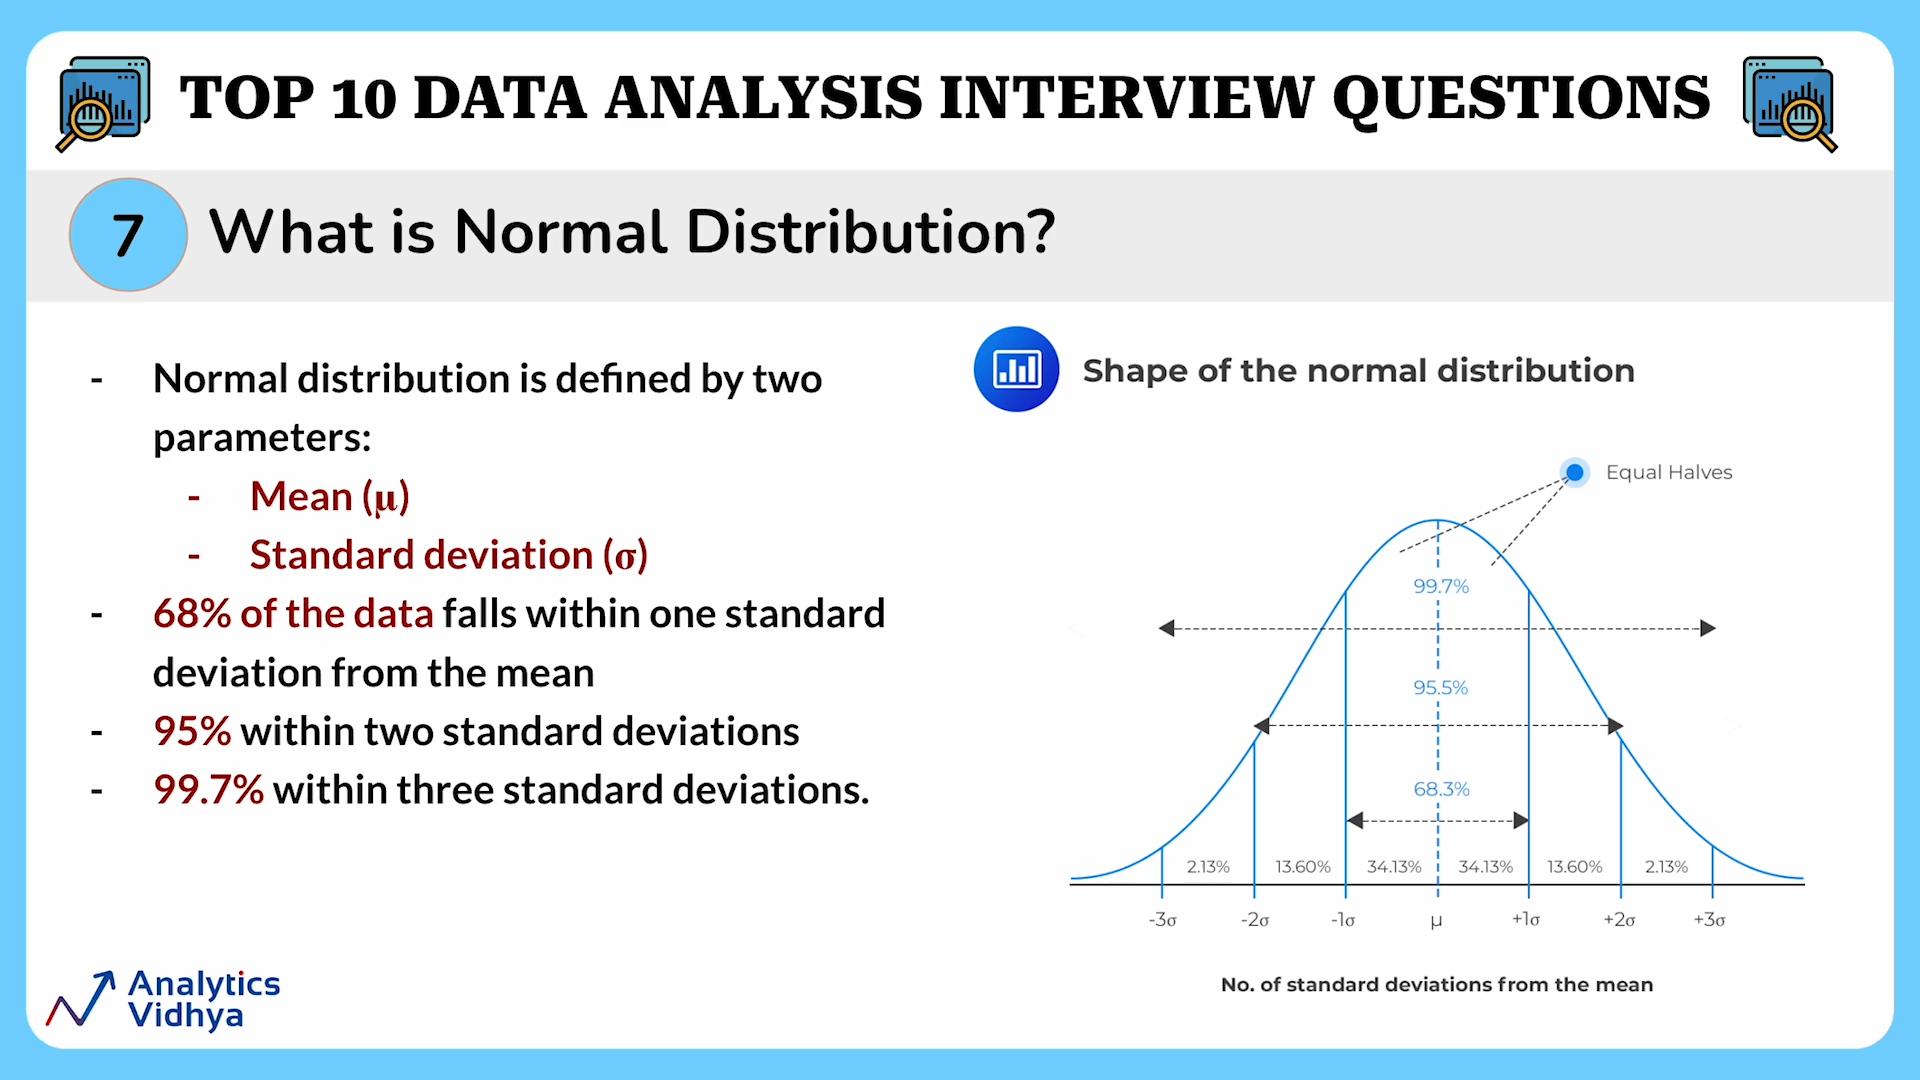 TOP 10 DATA ANALYSIS INTERVIEW QUESTIONS
7 What is Normal Distribution?
- Normal distribution is defined by two
parameters:
- Mean (μ)
- Standard deviation (σ)
- 68% of the data falls within one standard
deviation from the mean
- 95% within two standard deviations
- 99.7% within three standard deviations.
Shape of the normal distribution
Equal Halves
99.7%
95.5%
68.3%
2.13% 13.60% 34.13% 34.13% 13.60% 2.13%
-3σ -2σ -1σ μ +1σ +2σ +3σ
No. of standard deviations from the mean
Analytics
Vidhya